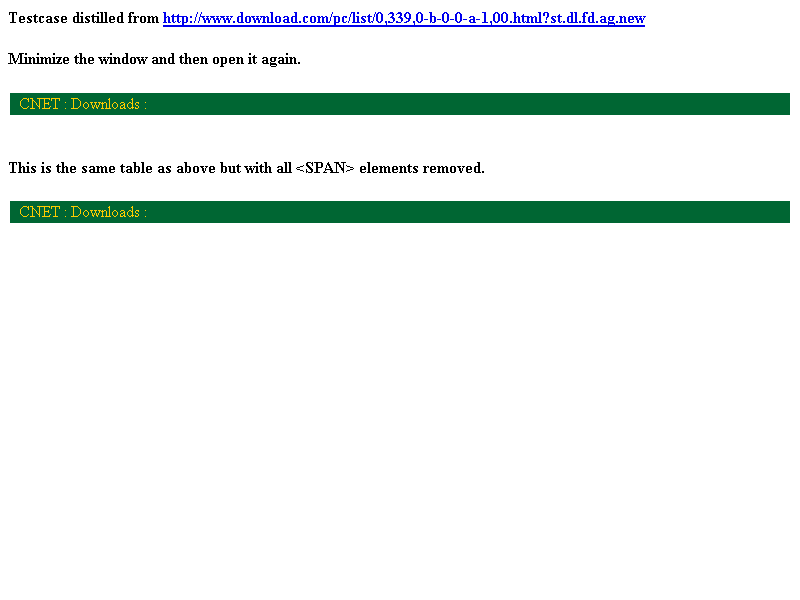 Testcase distilled from http://www.download.com/pc/list/0,339,0-b-0-0-a-1,00.html?st.dl.fd.ag.new
Minimize the window and then open it again.
CNET : Downloads :
This is the same table as above but with all <SPAN> elements removed.
CNET : Downloads :